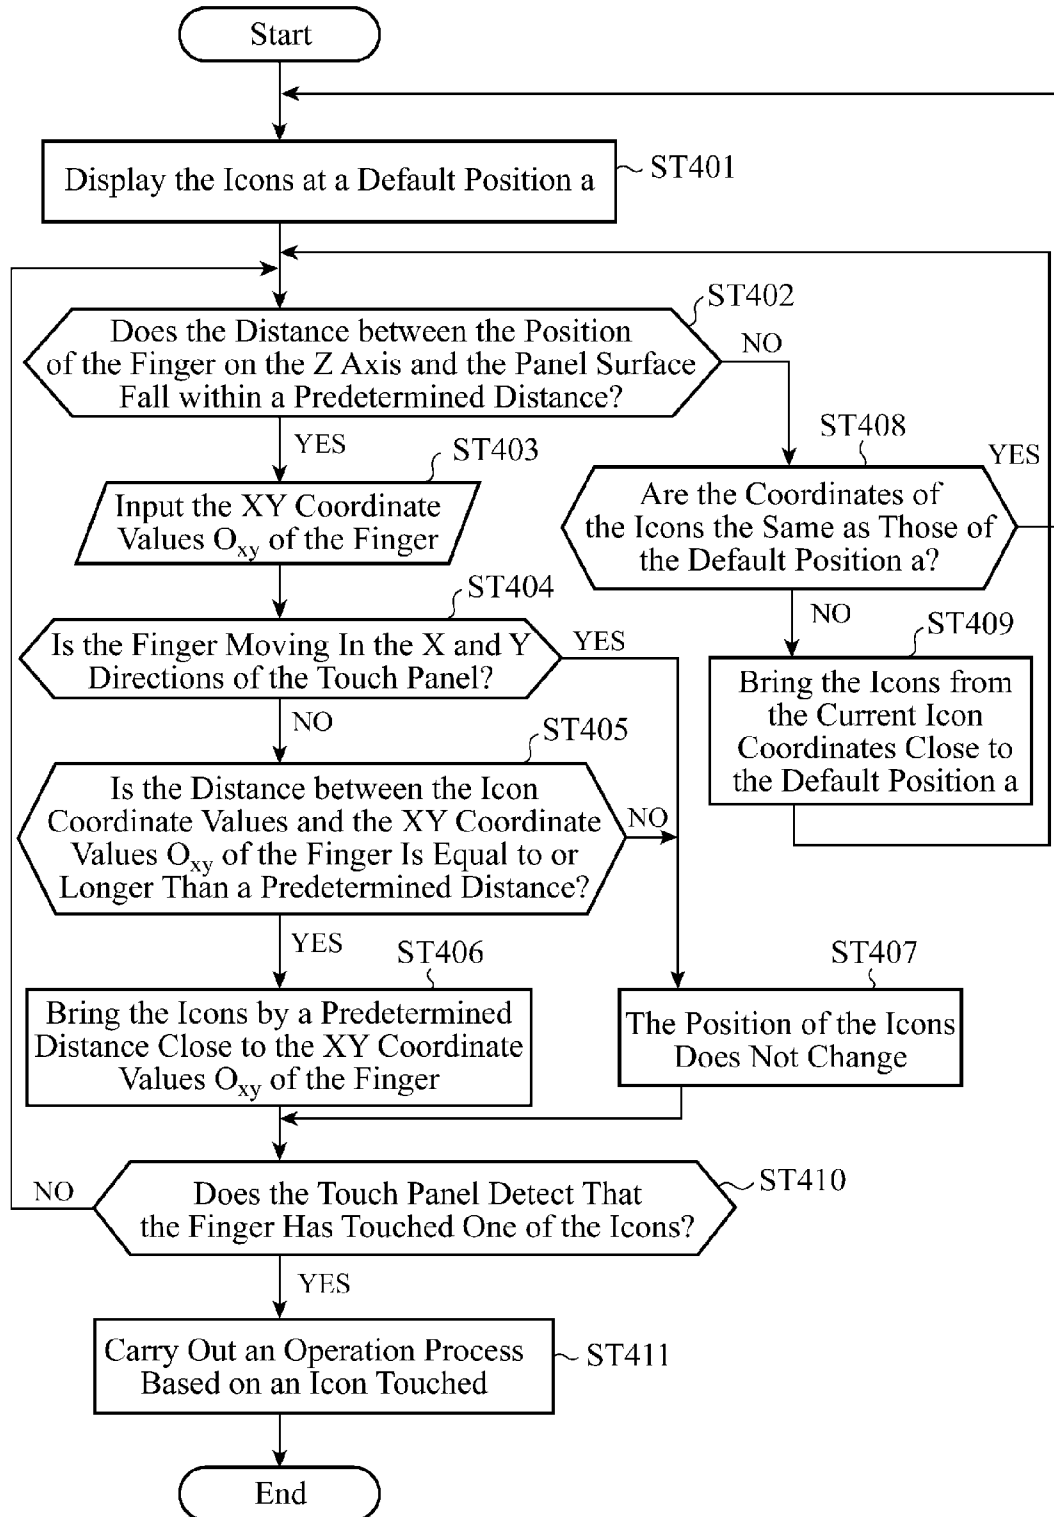 Start
Display the Icons at a Default Position a
ST401
ST402
Does the Distance between the Position
of the Finger on the Z Axis and the Panel Surface
Fall within a Predetermined Distance?
NO
YES
ST403
Input the XY Coordinate
Values Oxy of the Finger
ST408
YES
Are the Coordinates of
the Icons the Same as Those of
the Default Position a?
NO
ST404
Is the Finger Moving In the X and Y
Directions of the Touch Panel?
YES
NO
ST409
Bring the Icons from
the Current Icon
Coordinates Close to
the Default Position a
ST405
Is the Distance between the Icon
Coordinate Values and the XY Coordinate
Values Oxy of the Finger Is Equal to or
Longer Than a Predetermined Distance?
NO
YES
ST406
Bring the Icons by a Predetermined
Distance Close to the XY Coordinate
Values Oxy of the Finger
ST407
The Position of the Icons
Does Not Change
NO
ST410
Does the Touch Panel Detect That
the Finger Has Touched One of the Icons?
YES
Carry Out an Operation Process
Based on an Icon Touched
ST411
End